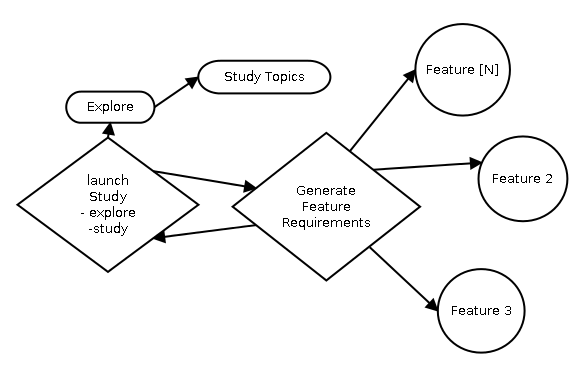 Feature [N]
Study Topics
Explore
launch
Study
- explore
-study
Generate
Feature
Requirements
Feature 2
Feature 3